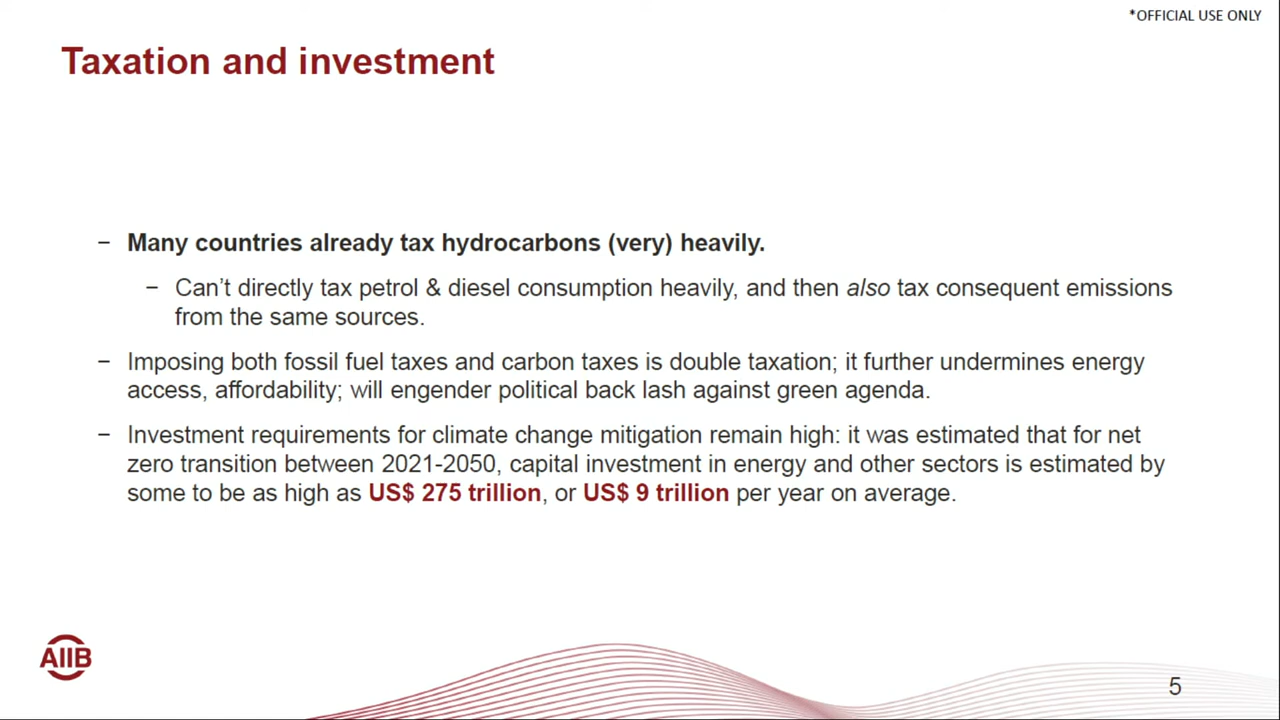 *OFFICIAL USE ONLY
Taxation and investment
− Many countries already tax hydrocarbons (very) heavily.
− Can’t directly tax petrol & diesel consumption heavily, and then also tax consequent emissions
from the same sources.
− Imposing both fossil fuel taxes and carbon taxes is double taxation; it further undermines energy
access, affordability; will engender political back lash against green agenda.
− Investment requirements for climate change mitigation remain high: it was estimated that for net
zero transition between 2021-2050, capital investment in energy and other sectors is estimated by
some to be as high as US$ 275 trillion, or US$ 9 trillion per year on average.
AIIB
5